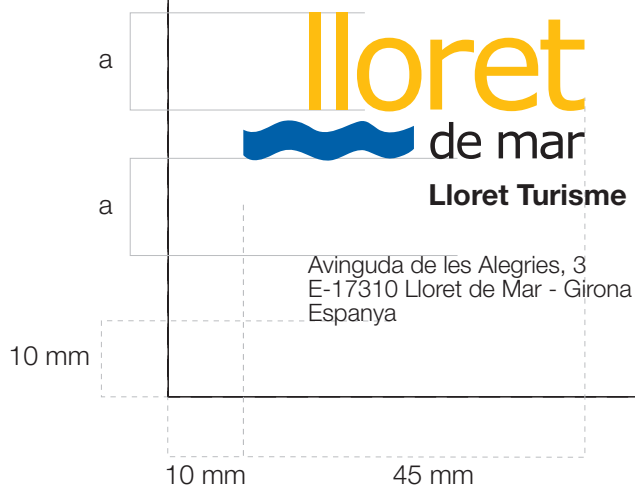 a
lloret
de mar
Lloret Turisme
a
Avinguda de les Alegries, 3
E-17310 Lloret de Mar - Girona
Espanya
10 mm
10 mm
45 mm